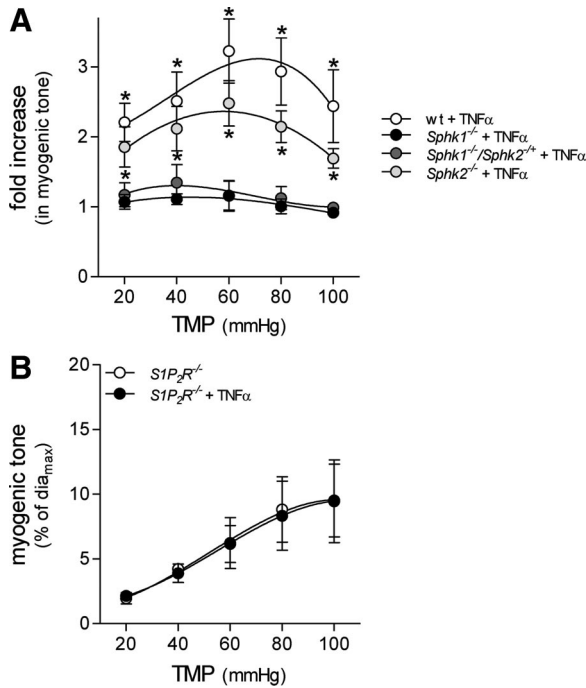 A
fold increase
(in myogenic tone)
3
2
1
0
* * * * *
* * * * *
20 40 60 80 100
TMP (mmHg)
wt + TNFα
Sphk1-/- + TNFα
Sphk1-/-/Sphk2-/+ + TNFα
Sphk2-/- + TNFα
B
S1P2R-/-
S1P2R-/- + TNFα
myogenic tone
(% of diamax)
20
15
10
5
0
20 40 60 80 100
TMP (mmHg)